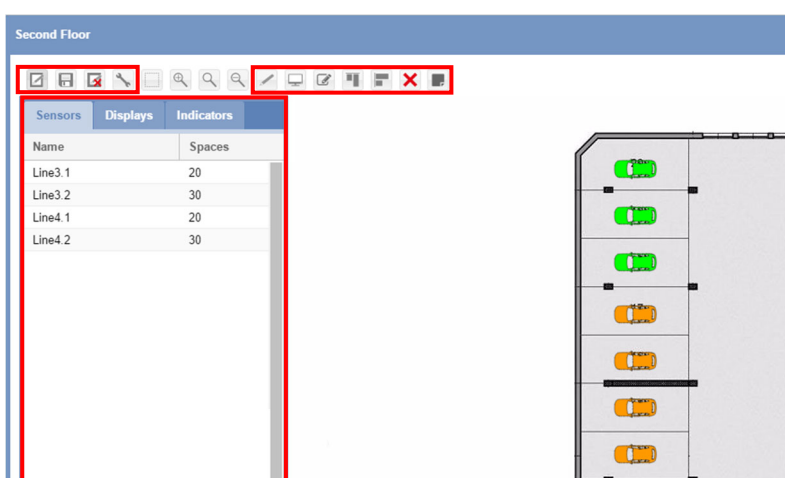 Second Floor
Sensors Displays Indicators
Name Spaces
Line3.1 20
Line3.2 30
Line4.1 20
Line4.2 30